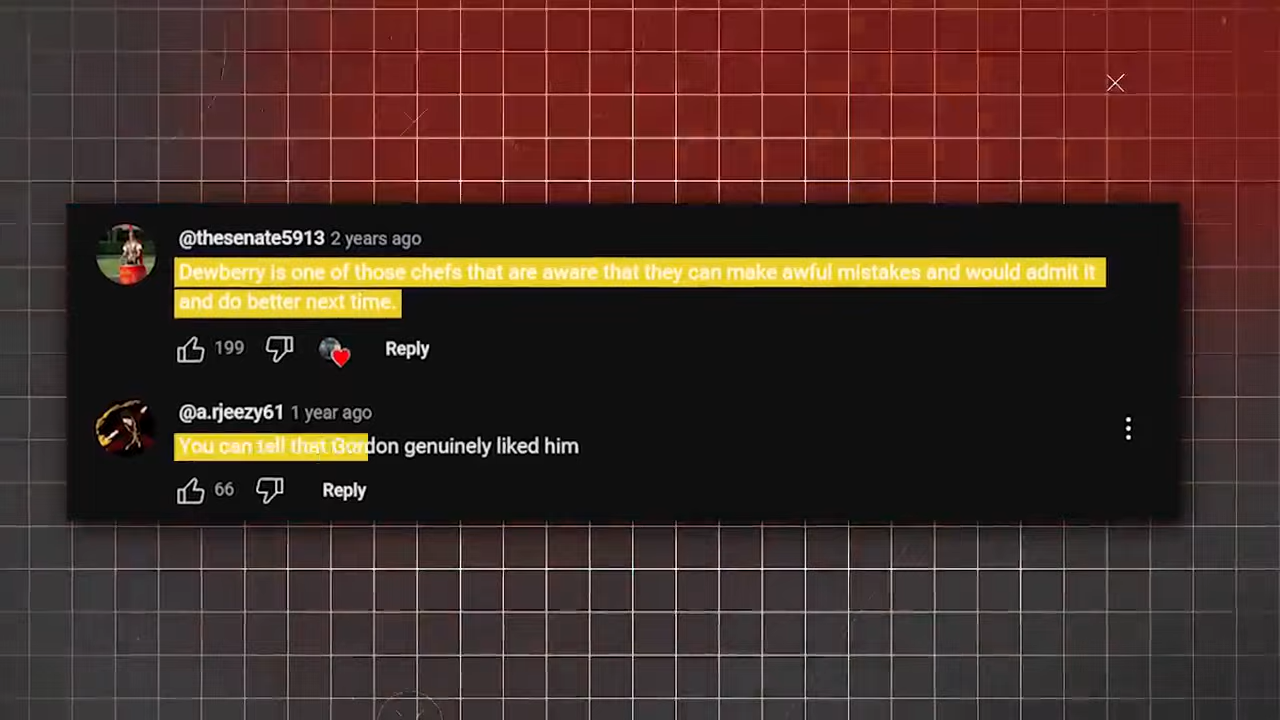 @thesenate5913 2 years ago
Dewberry is one of those chefs that are aware that they can make awful mistakes and would admit it
and do better next time.
199 Reply
@a.rjeezy61 1 year ago
You can tell that Gordon genuinely liked him
66 Reply